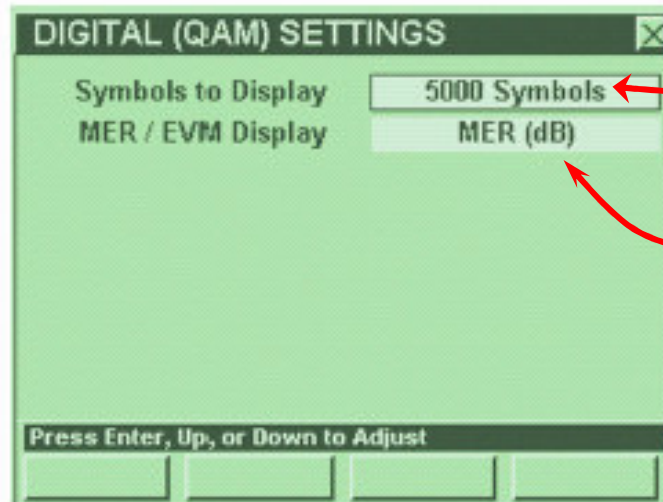 DIGITAL (QAM) SETTINGS
Symbols to Display 5000 Symbols
MER / EVM Display MER (dB)
Press Enter, Up, or Down to Adjust